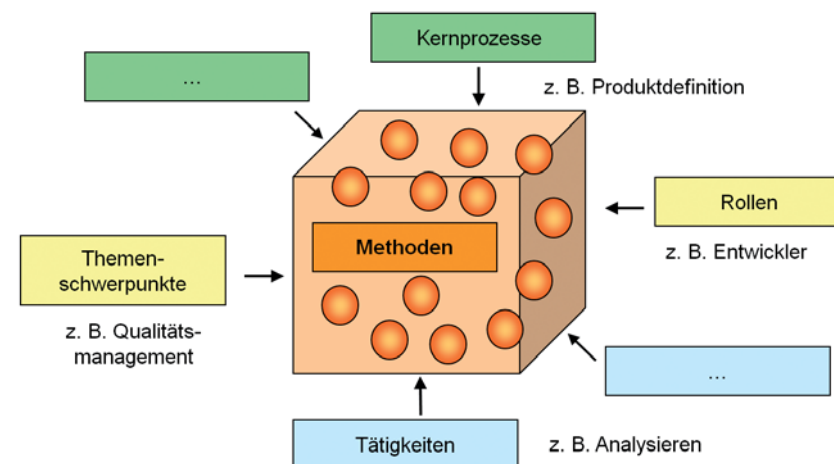 Kernprozesse
…
z. B. Produktdefinition
Rollen
Methoden
z. B. Entwickler
Themen-
schwerpunkte
z. B. Qualitäts-
management
…
Tätigkeiten
z. B. Analysieren